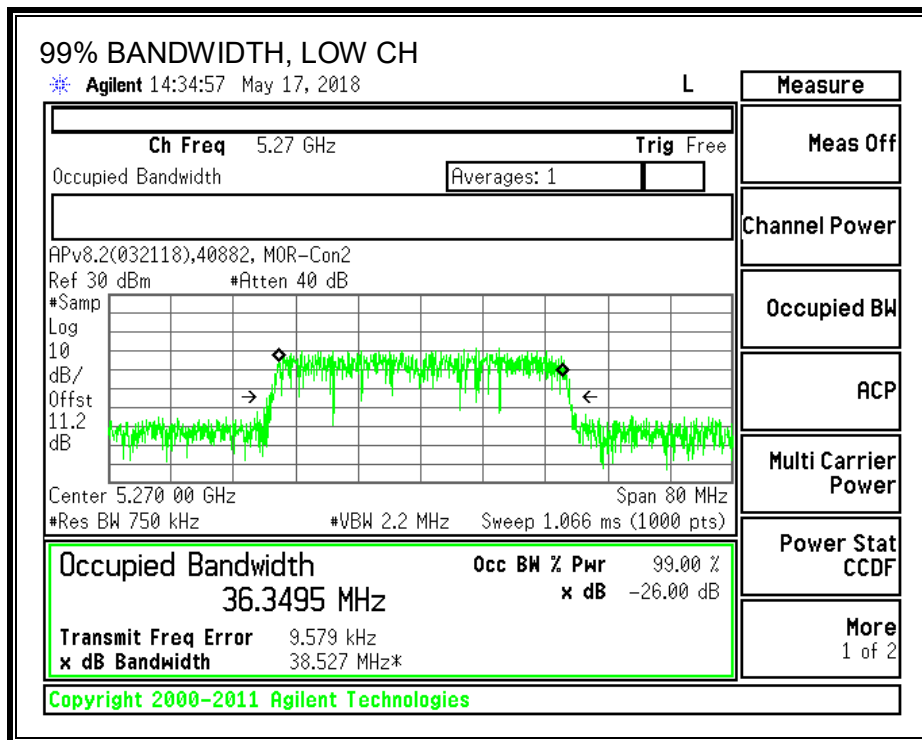 99% BANDWIDTH, LOW CH
Agilent 14:34:57 May 17, 2018 L
Measure
Ch Freq 5.27 GHz Trig Free
Meas Off
Occupied Bandwidth Averages: 1
Channel Power
APv8.2(032118),40882, MOR-Con2
Ref 30 dBm #Atten 40 dB
#Samp
Log
10
dB/
Offst
11.2
dB
Occupied BW
ACP
Center 5.270 00 GHz Span 80 MHz
#Res BW 750 kHz #VBW 2.2 MHz Sweep 1.066 ms (1000 pts)
Multi Carrier
Power
Occupied Bandwidth Occ BW % Pwr 99.00 %
36.3495 MHz x dB -26.00 dB
Power Stat
CCDF
Transmit Freq Error 9.579 kHz
x dB Bandwidth 38.527 MHz*
More
1 of 2
Copyright 2000-2011 Agilent Technologies